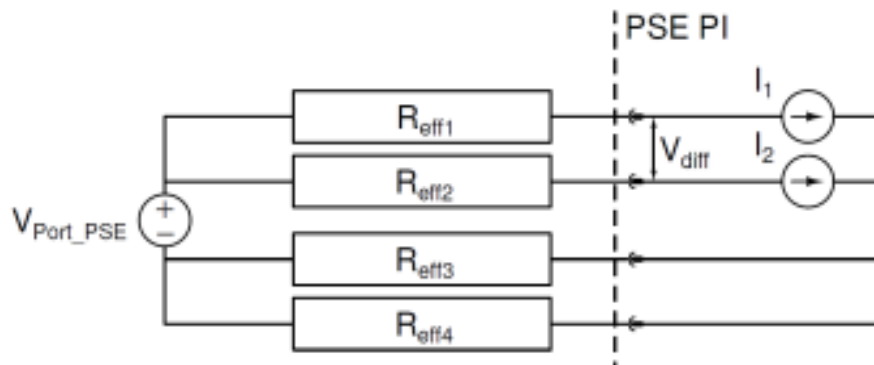 PSE PI
I1
Reff1
Vdiff
I2
Reff2
VPort_PSE
+
−
Reff3
Reff4